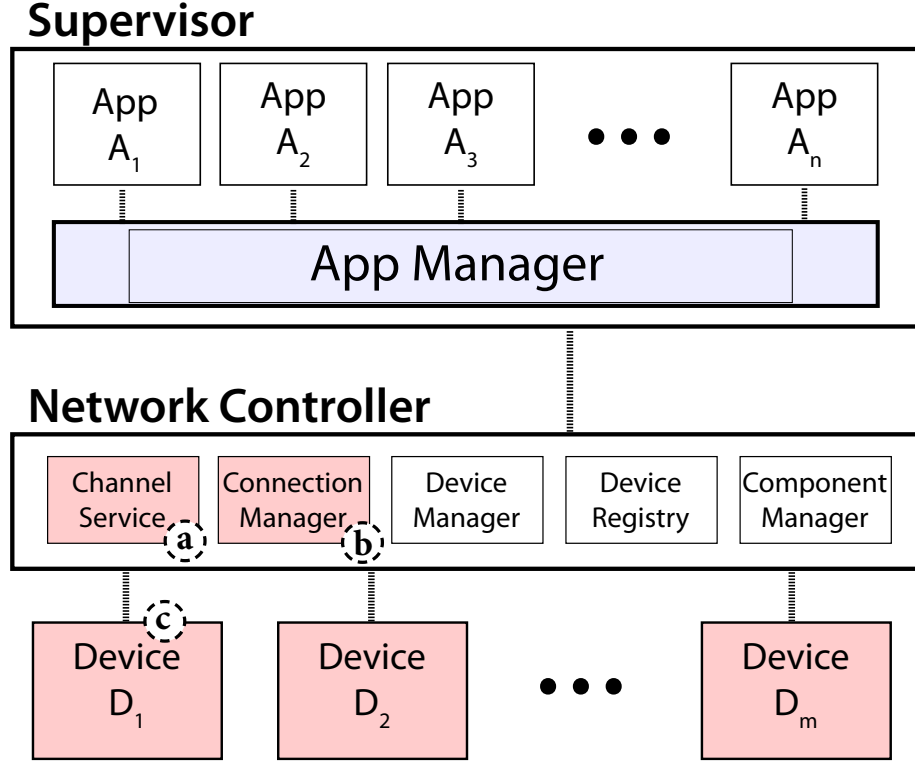 Supervisor
App
A1
App
A2
App
A3
App
An
App Manager
Network Controller
Channel
Service
a
Connection
Manager
b
Device
Manager
Device
Registry
Component
Manager
c
Device
D1
Device
D2
Device
Dm